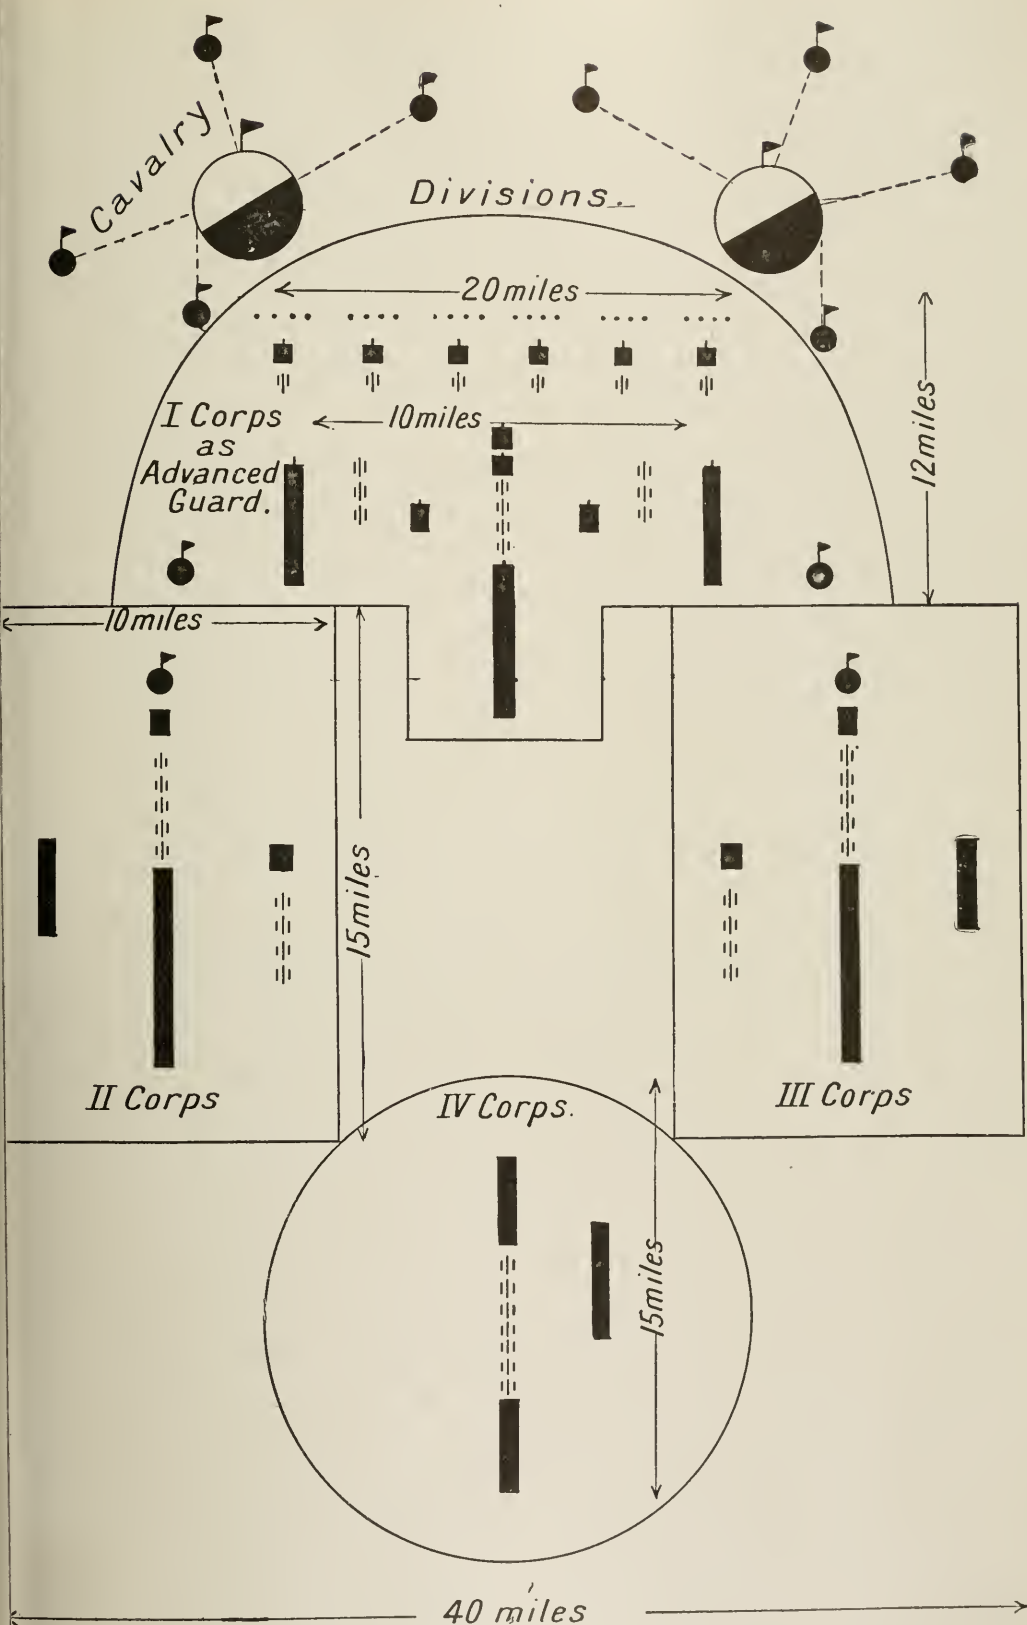 Cavalry
Divisions.
20 miles
I Corps
as
Advanced
Guard.
10 miles
12 miles
10 miles
15 miles
II Corps
IV Corps.
III Corps
15 miles
40 miles